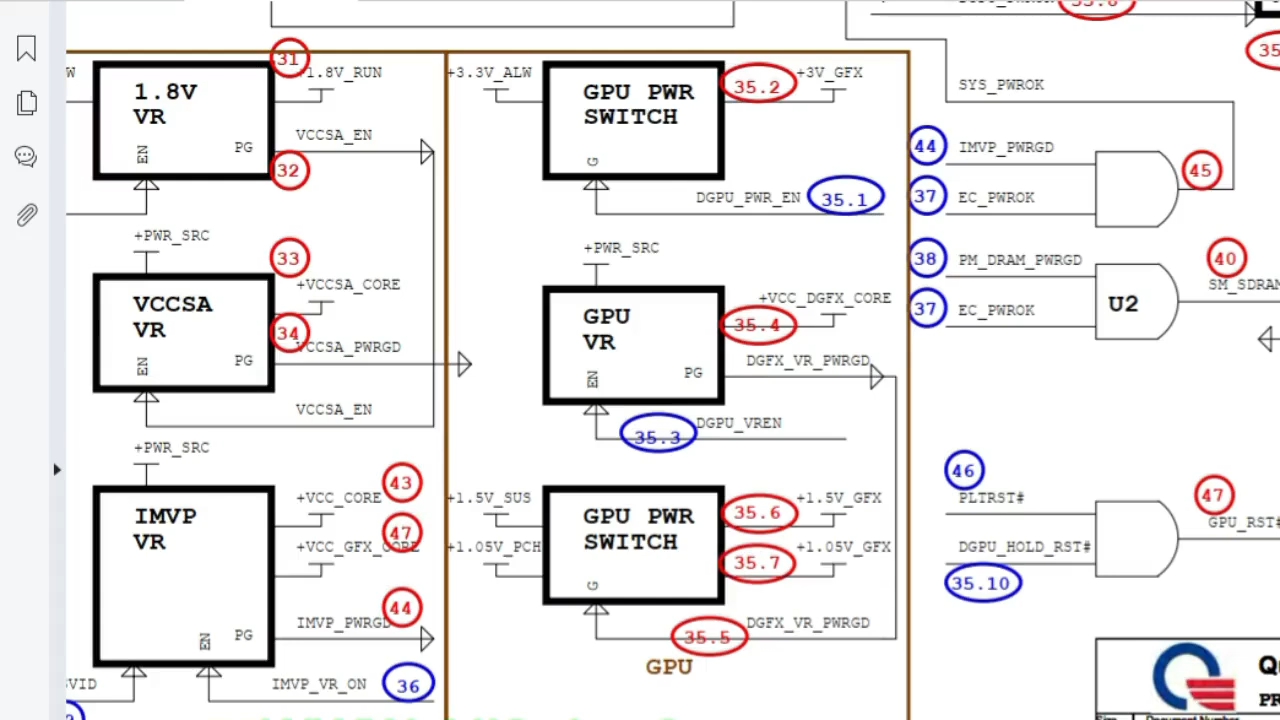 31
+1.8V_RUN
1.8V
VR
VCCSA_EN
PG
EN
32
+PWR_SRC
33
+VCCSA_CORE
VCCSA
VR
34
VCCSA_PWRGD
PG
EN
VCCSA_EN
+PWR_SRC
43
+VCC_CORE
IMVP
VR
47
+VCC_GFX_CORE
44
IMVP_PWRGD
PG
EN
IMVP_VR_ON
36
+3.3V_ALW
GPU PWR
SWITCH
35.2
+3V_GFX
G
DGPU_PWR_EN
35.1
+PWR_SRC
+VCC_DGFX_CORE
GPU
VR
35.4
DGFX_VR_PWRGD
PG
EN
35.3
DGPU_VREN
+1.5V_SUS
GPU PWR
SWITCH
35.6
+1.5V_GFX
+1.05V_PCH
35.7
+1.05V_GFX
G
35.5
DGFX_VR_PWRGD
GPU
SYS_PWROK
44
IMVP_PWRGD
45
37
EC_PWROK
38
PM_DRAM_PWRGD
40
U2
37
EC_PWROK
46
PLTRST#
47
DGPU_HOLD_RST#
35.10